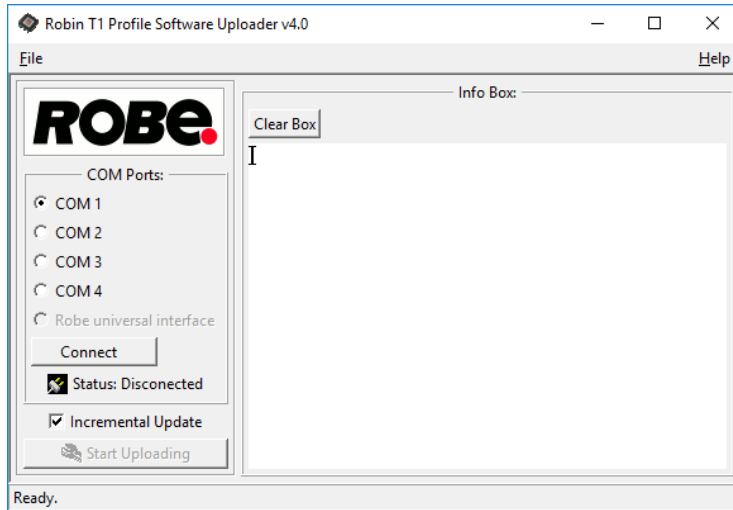 Robin T1 Profile Software Uploader v4.0
File
Help
ROBE
COM Ports:
COM 1
COM 2
COM 3
COM 4
Robe universal interface
Connect
Status: Disconected
Incremental Update
Start Uploading
Info Box:
Clear Box
Ready.